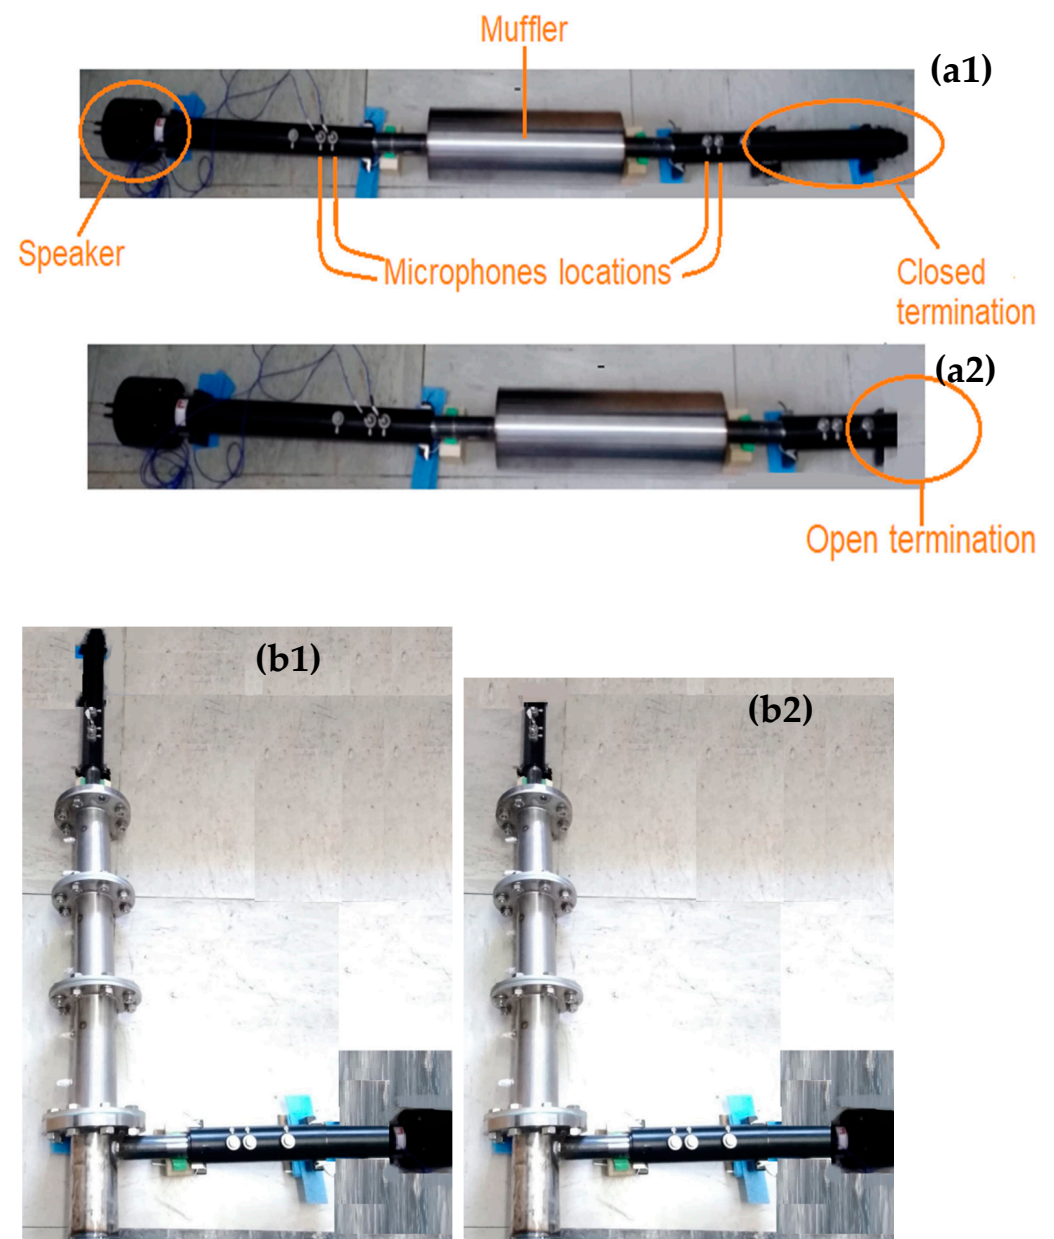 Muffler
(a1)
Speaker
Microphones locations
Closed
termination
(a2)
Open termination
(b1)
(b2)